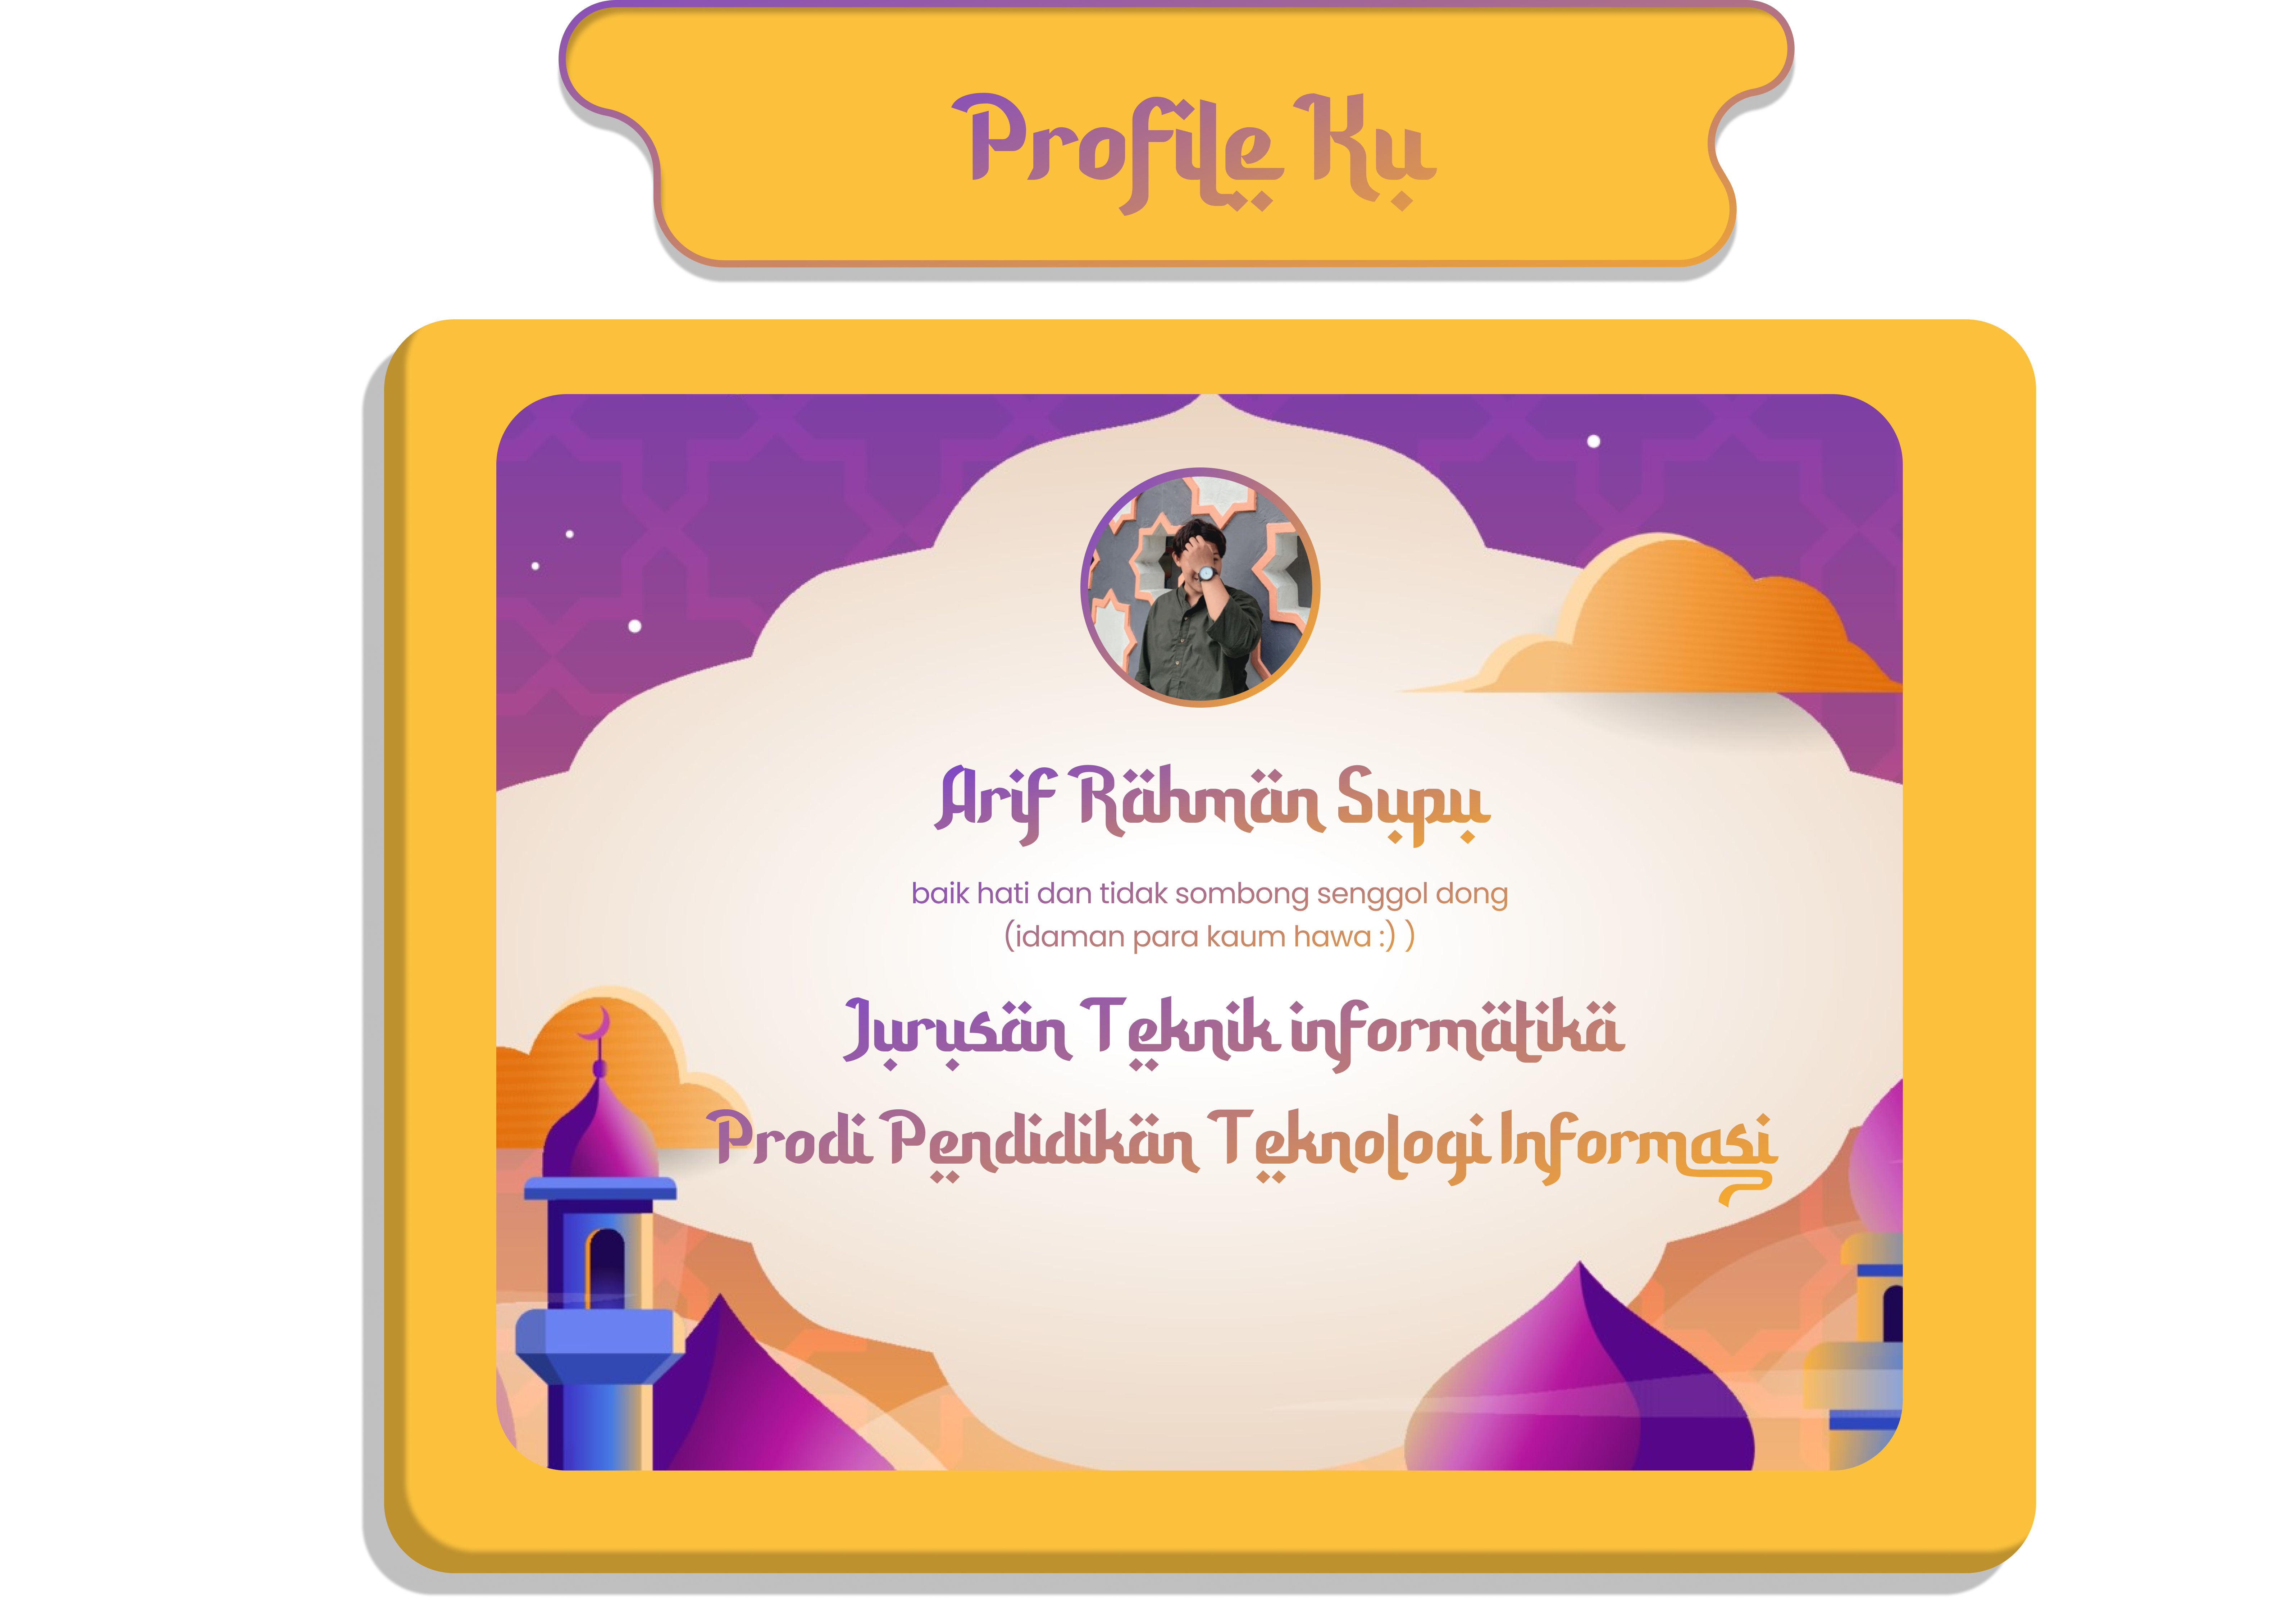 Profile Ku
Arif Rahman Supu
baik hati dan tidak sombong senggol dong
(idaman para kaum hawa :) )
Jurusan Teknik informatika
Prodi Pendidikan Teknologi Informasi